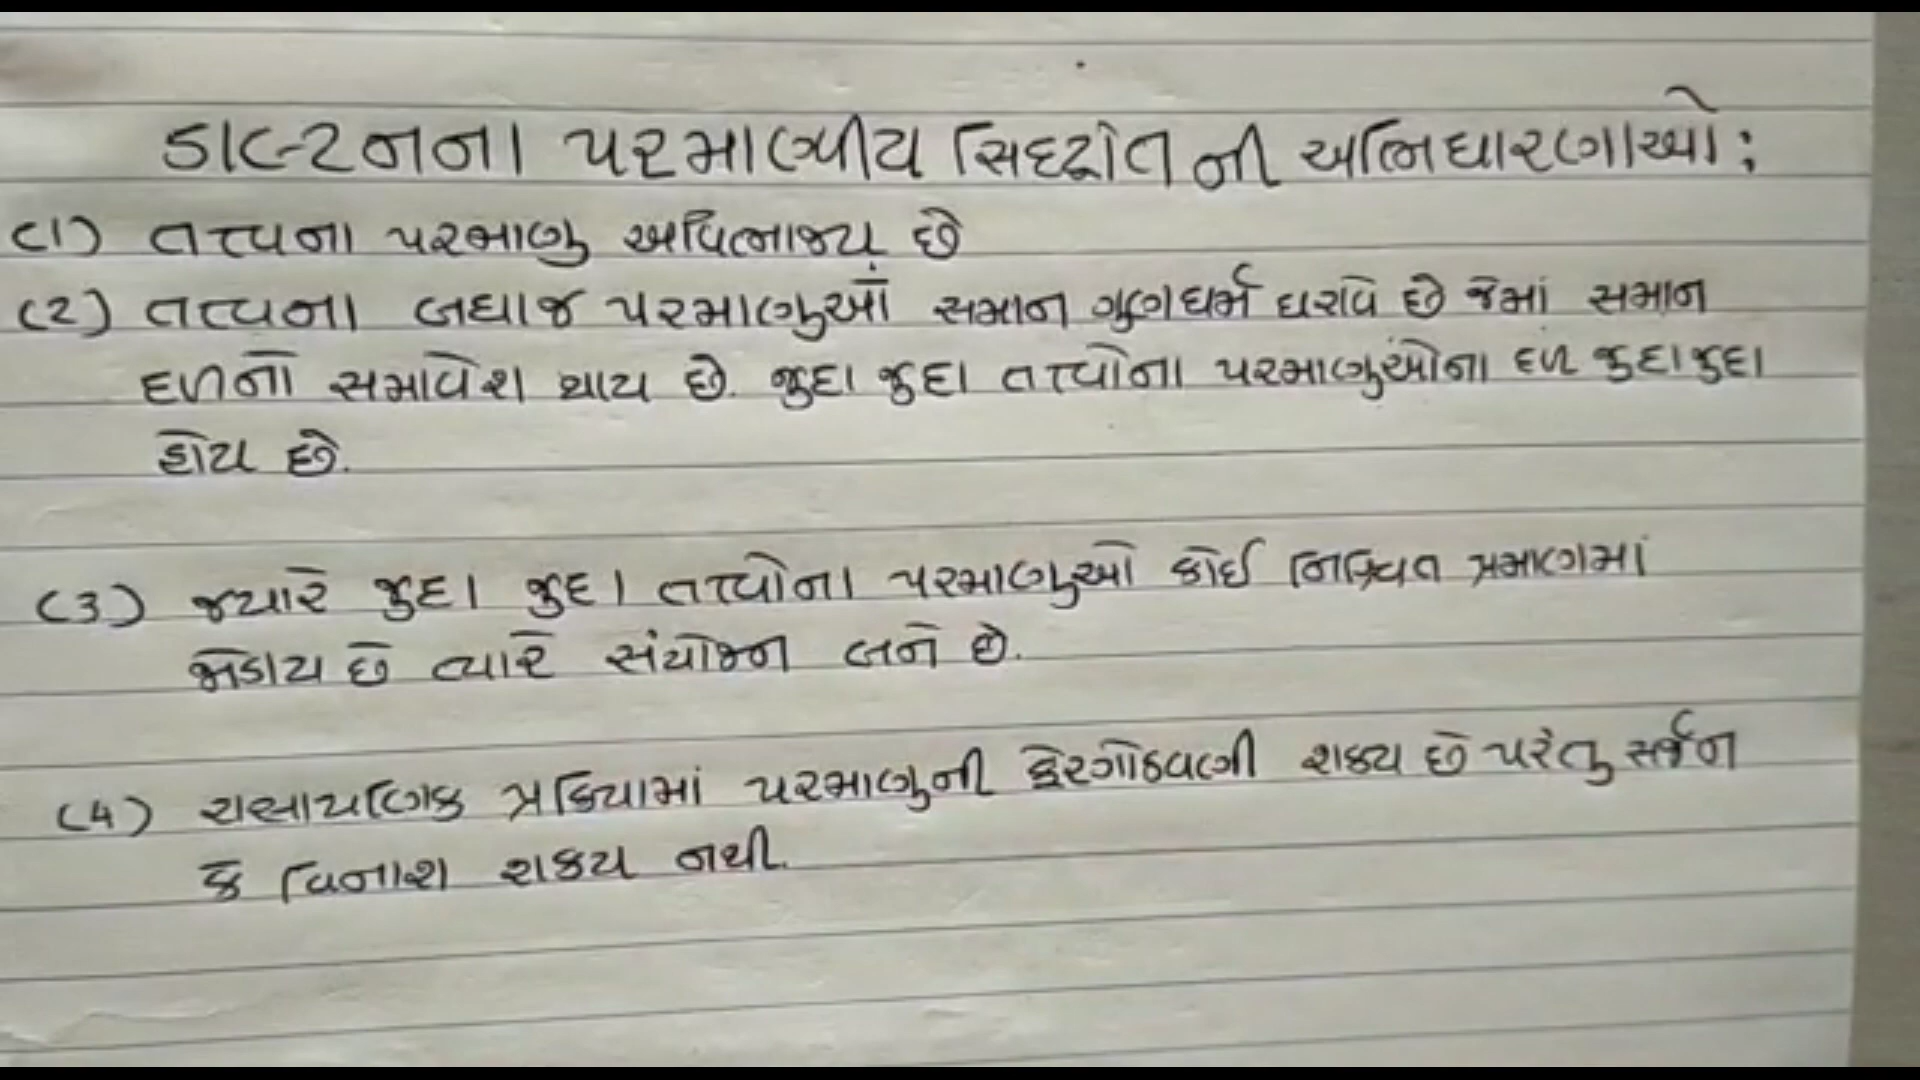 ડાલ્ટનના પરમાણ્વીય સિદ્ધાંત ની અભિધારણાઓ:
(1) તત્ત્વના પરમાણુ અવિભાજ્ય છે
(2) તત્ત્વના બધાજ પરમાણુઓ સમાન ગુણધર્મ ધરાવે છે જેમાં સમાન
દળનો સમાવેશ થાય છે. જુદા જુદા તત્ત્વોના પરમાણુઓના દળ જુદાજુદા
હોય છે.
(3) જ્યારે જુદા જુદા તત્ત્વોના પરમાણુઓ કોઈ નિશ્ચિત પ્રમાણમાં
જોડાય છે ત્યારે સંયોજન બને છે.
(4) રાસાયણિક પ્રક્રિયામાં પરમાણુની ફેરગોઠવણી શક્ય છે પરંતુ સર્જન
કે વિનાશ શક્ય નથી.